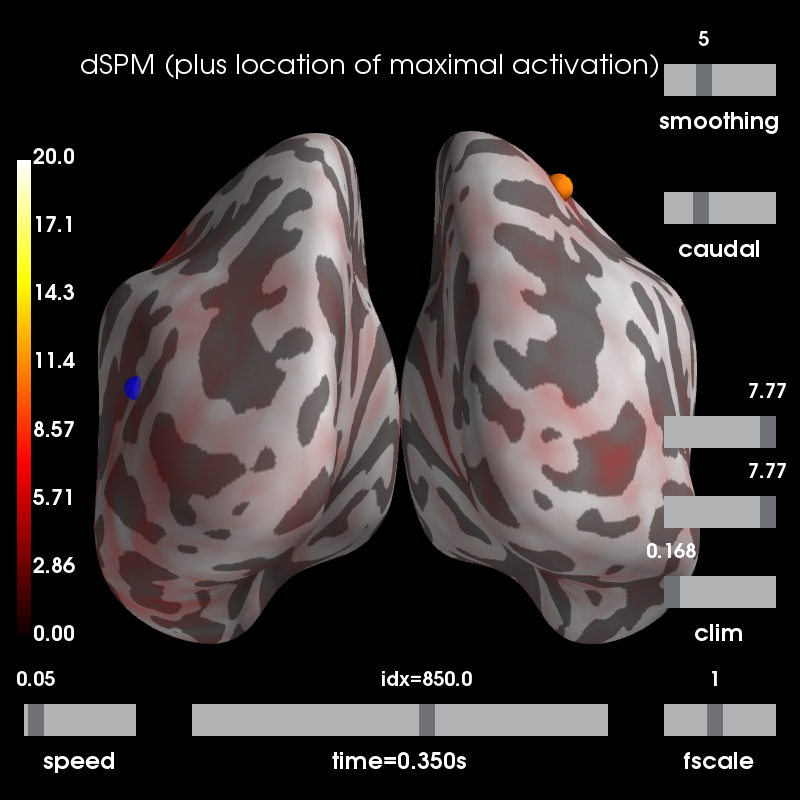 5
dSPM (plus location of maximal activation)
smoothing
20.0
17.1
14.3
11.4
8.57
5.71
2.86
0.00
caudal
7.77
7.77
0.168
clim
0.05
idx=850.0
1
speed
time=0.350s
fscale